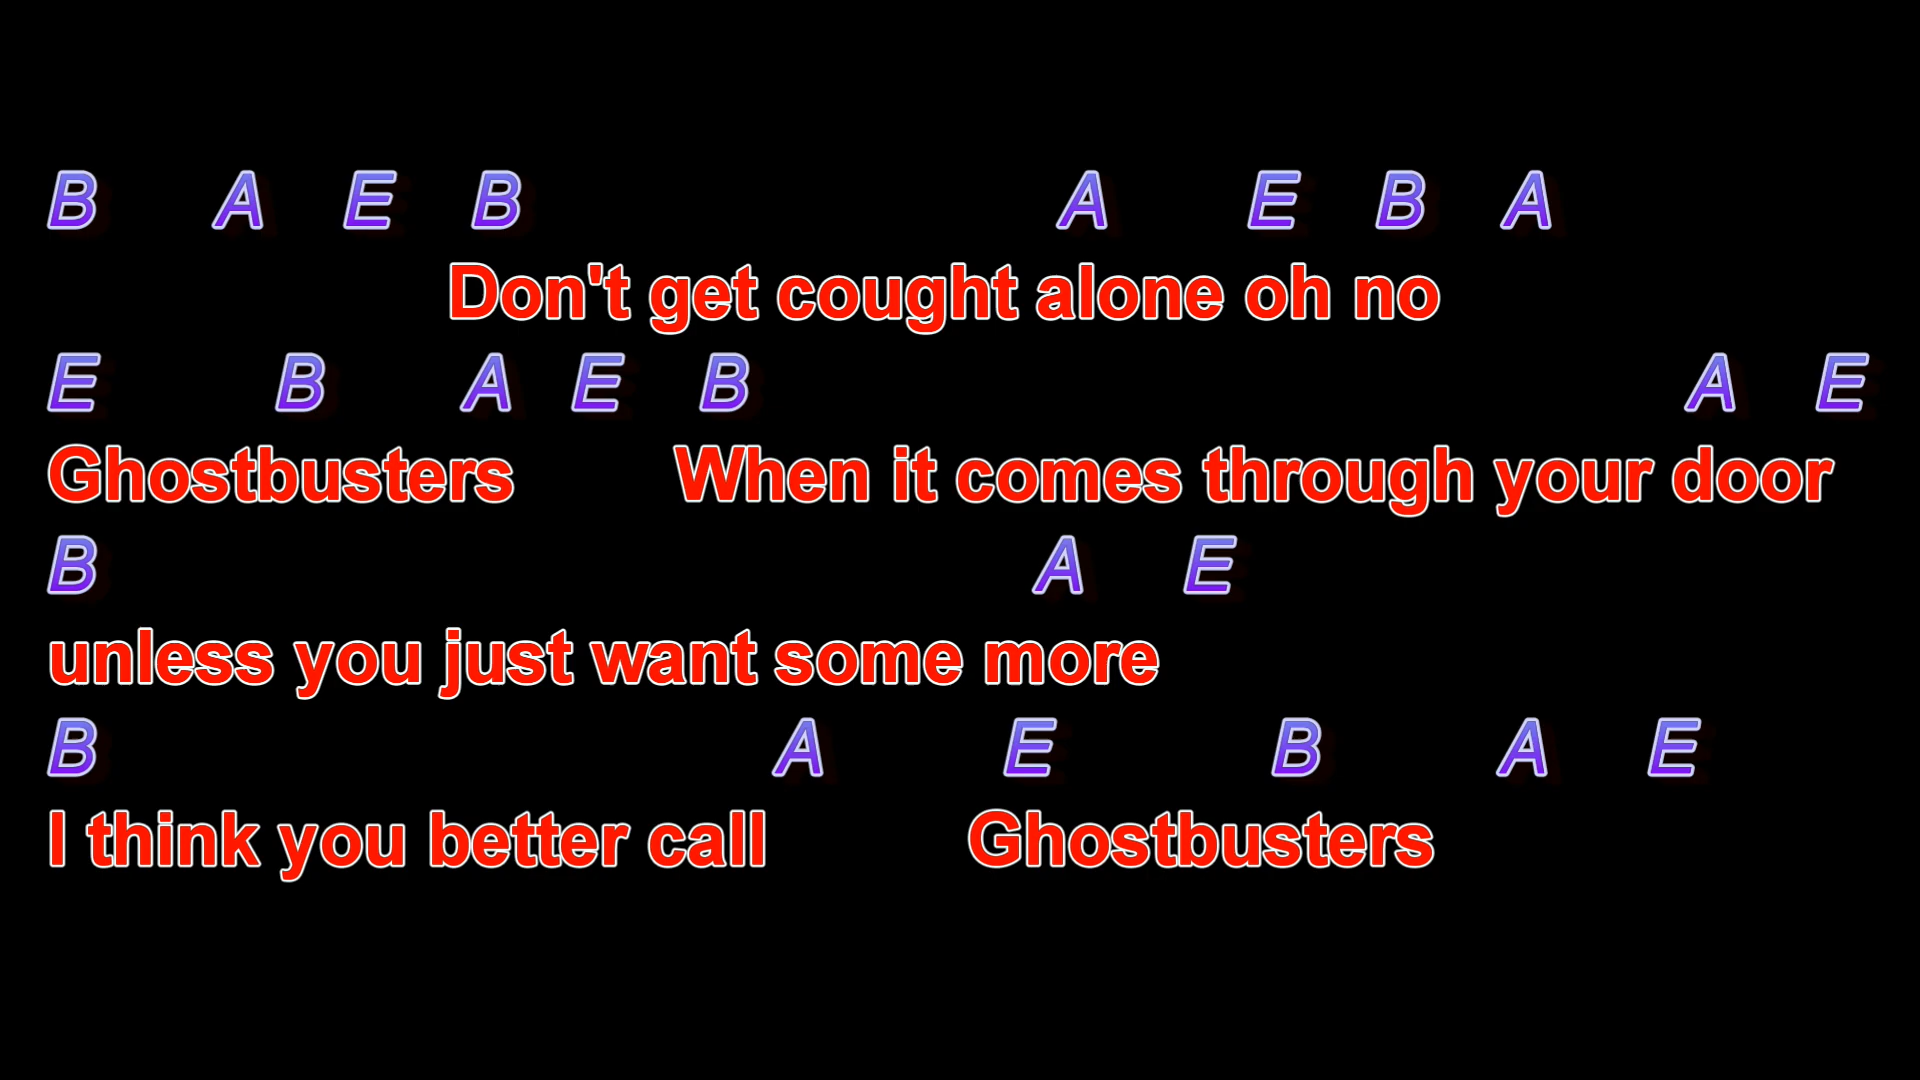 B A E B A E B A
Don't get cought alone oh no
E B A E B A E
Ghostbusters When it comes through your door
B A E
unless you just want some more
B A E B A E
I think you better call Ghostbusters